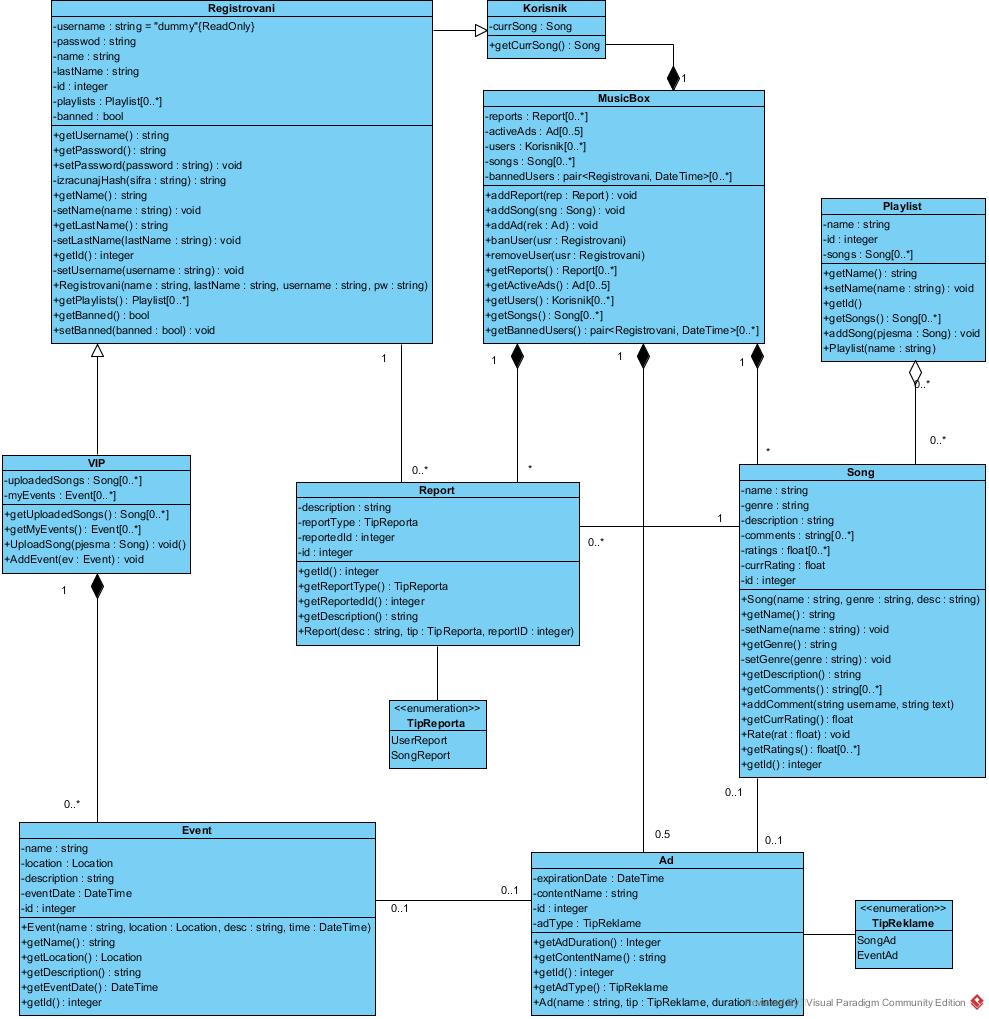 Registrovani
-username : string = "dummy"{ReadOnly}
-passwod : string
-name : string
-lastName : string
-id : integer
-playlists : Playlist[0..*]
-banned : bool
+getUsername() : string
+getPassword() : string
+setPassword(password : string) : void
-izracunajHash(sifra : string) : string
+getName() : string
-setName(name : string) : void
+getLastName() : string
-setLastName(lastName : string) : void
+getId() : integer
-setUsername(username : string) : void
+Registrovani(name : string, lastName : string, username : string, pw : string)
+getPlaylists() : Playlist[0..*]
+getBanned() : bool
+setBanned(banned : bool) : void
Korisnik
-currSong : Song
+getCurrSong() : Song
1
MusicBox
-reports : Report[0..*]
-activeAds : Ad[0..5]
-users : Korisnik[0..*]
-songs : Song[0..*]
-bannedUsers : pair<Registrovani, DateTime>[0..*]
+addReport(rep : Report) : void
+addSong(sng : Song) : void
+addAd(rek : Ad) : void
+banUser(usr : Registrovani)
+removeUser(usr : Registrovani)
+getReports() : Report[0..*]
+getActiveAds() : Ad[0..5]
+getUsers() : Korisnik[0..*]
+getSongs() : Song[0..*]
+getBannedUsers() : pair<Registrovani, DateTime>[0..*]
Playlist
-name : string
-id : integer
-songs : Song[0..*]
+getName() : string
+setName(name : string) : void
+getId()
+getSongs() : Song[0..*]
+addSong(pjesma : Song) : void
+Playlist(name : string)
1
1
1
1
0..*
0..*
0..*
*
*
VIP
-uploadedSongs : Song[0..*]
-myEvents : Event[0..*]
+getUploadedSongs() : Song[0..*]
+getMyEvents() : Event[0..*]
+UploadSong(pjesma : Song) : void()
+AddEvent(ev : Event) : void
1
0..*
Report
-description : string
-reportType : TipReporta
-reportedId : integer
-id : integer
+getId() : integer
+getReportType() : TipReporta
+getReportedId() : integer
+getDescription() : string
+Report(desc : string, tip : TipReporta, reportID : integer)
1
0..*
Song
-name : string
-genre : string
-description : string
-comments : string[0..*]
-ratings : float[0..*]
-currRating : float
-id : integer
+Song(name : string, genre : string, desc : string)
+getName() : string
-setName(name : string) : void
+getGenre() : string
-setGenre(genre : string) : void
+getDescription() : string
+getComments() : string[0..*]
+addComment(string username, string text)
+getCurrRating() : float
+Rate(rat : float) : void
+getRatings() : float[0..*]
+getId() : integer
<<enumeration>>
TipReporta
UserReport
SongReport
0..1
0.5
0..1
Event
-name : string
-location : Location
-description : string
-eventDate : DateTime
-id : integer
+Event(name : string, location : Location, desc : string, time : DateTime)
+getName() : string
+getLocation() : Location
+getDescription() : string
+getEventDate() : DateTime
+getId() : integer
0..1
0..1
Ad
-expirationDate : DateTime
-contentName : string
-id : integer
-adType : TipReklame
+getAdDuration() : Integer
+getContentName() : string
+getId() : integer
+getAdType() : TipReklame
+Ad(name : string, tip : TipReklame, duration : integer)
<<enumeration>>
TipReklame
SongAd
EventAd
Visual Paradigm Community Edition